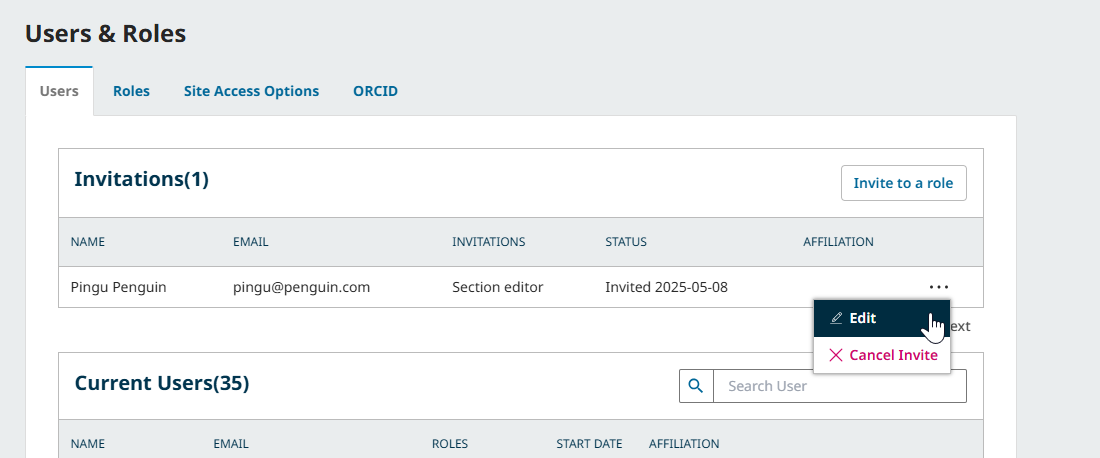 Users & Roles
Users Roles Site Access Options ORCID
Invitations(1) Invite to a role
NAME EMAIL INVITATIONS STATUS AFFILIATION
Pingu Penguin pingu@penguin.com Section editor Invited 2025-05-08 ...
Edit
ext
Cancel Invite
Current Users(35) Search User
NAME EMAIL ROLES START DATE AFFILIATION